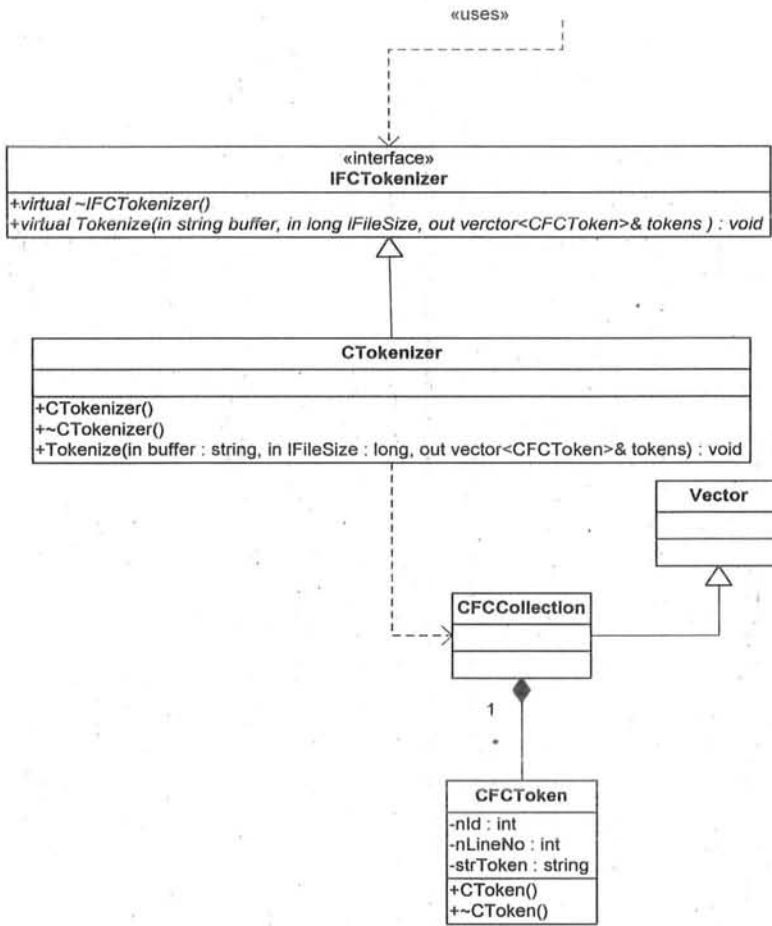 «uses»
«interface»
IFCTokenizer
+virtual ~IFCTokenizer()
+virtual Tokenize(in string buffer, in long lFileSize, out verctor<CFCToken>& tokens ) : void
CTokenizer
+CTokenizer()
+~CTokenizer()
+Tokenize(in buffer : string, in lFileSize : long, out vector<CFCToken>& tokens) : void
Vector
CFCCollection
1
*
CFCToken
-nId : int
-nLineNo : int
-strToken : string
+CToken()
+~CToken()